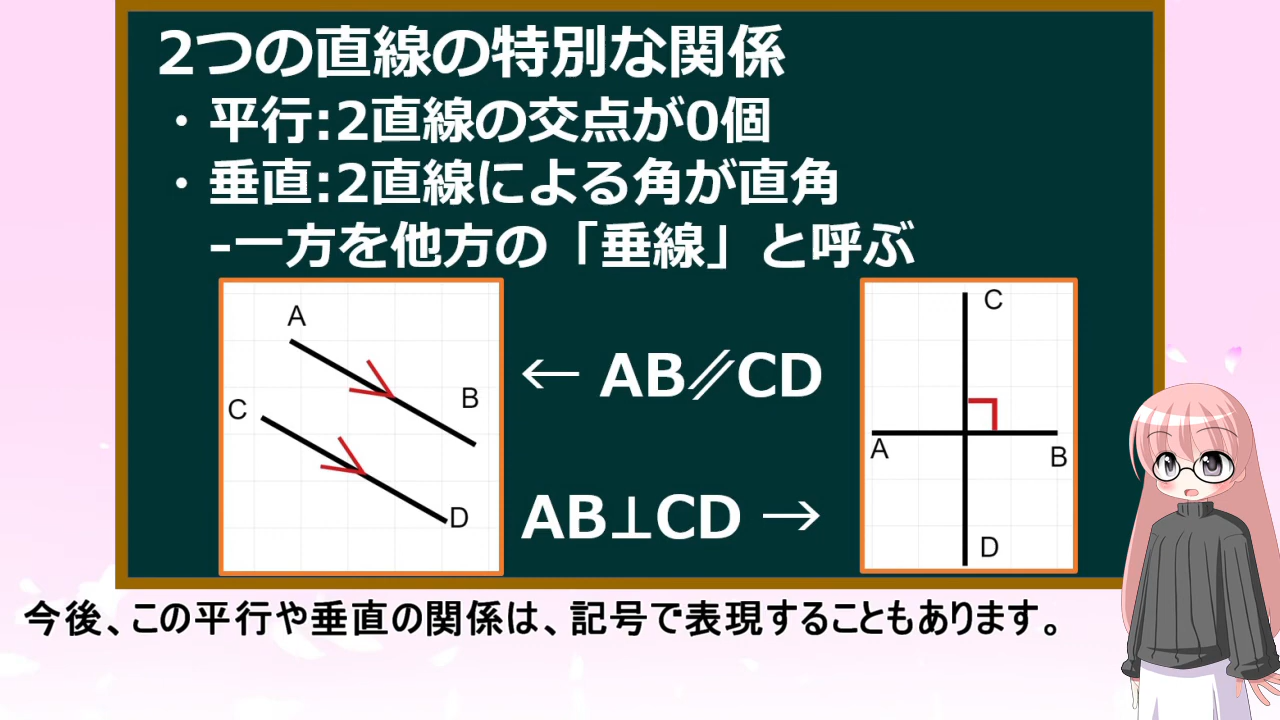 2つの直線の特別な関係
・平行:2直線の交点が0個
・垂直:2直線による角が直角
-一方を他方の「垂線」と呼ぶ
A
B
C
D
← AB⫽CD
AB⊥CD →
C
A
B
D
今後、この平行や垂直の関係は、記号で表現することもあります。